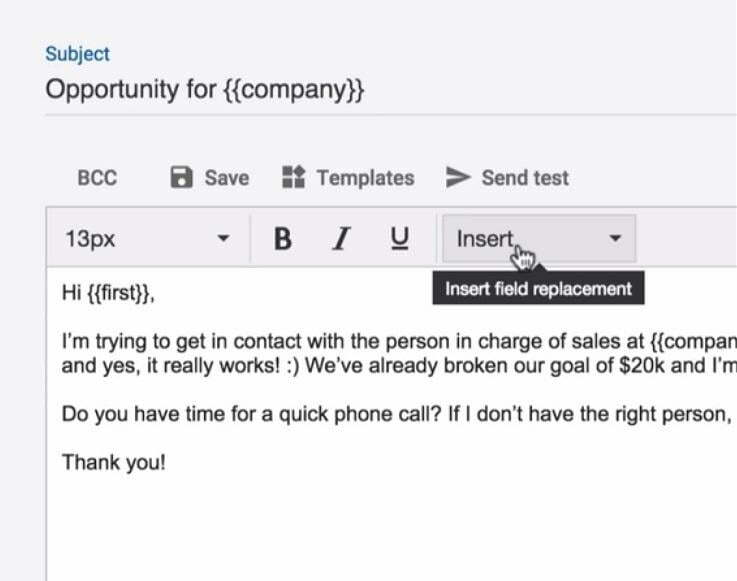 Subject
Opportunity for {{company}}
BCC Save Templates Send test
13px B I U Insert
Insert field replacement
Hi {{first}},
I'm trying to get in contact with the person in charge of sales at {{compan
and yes, it really works! :) We've already broken our goal of $20k and I'm
Do you have time for a quick phone call? If I don't have the right person,
Thank you!